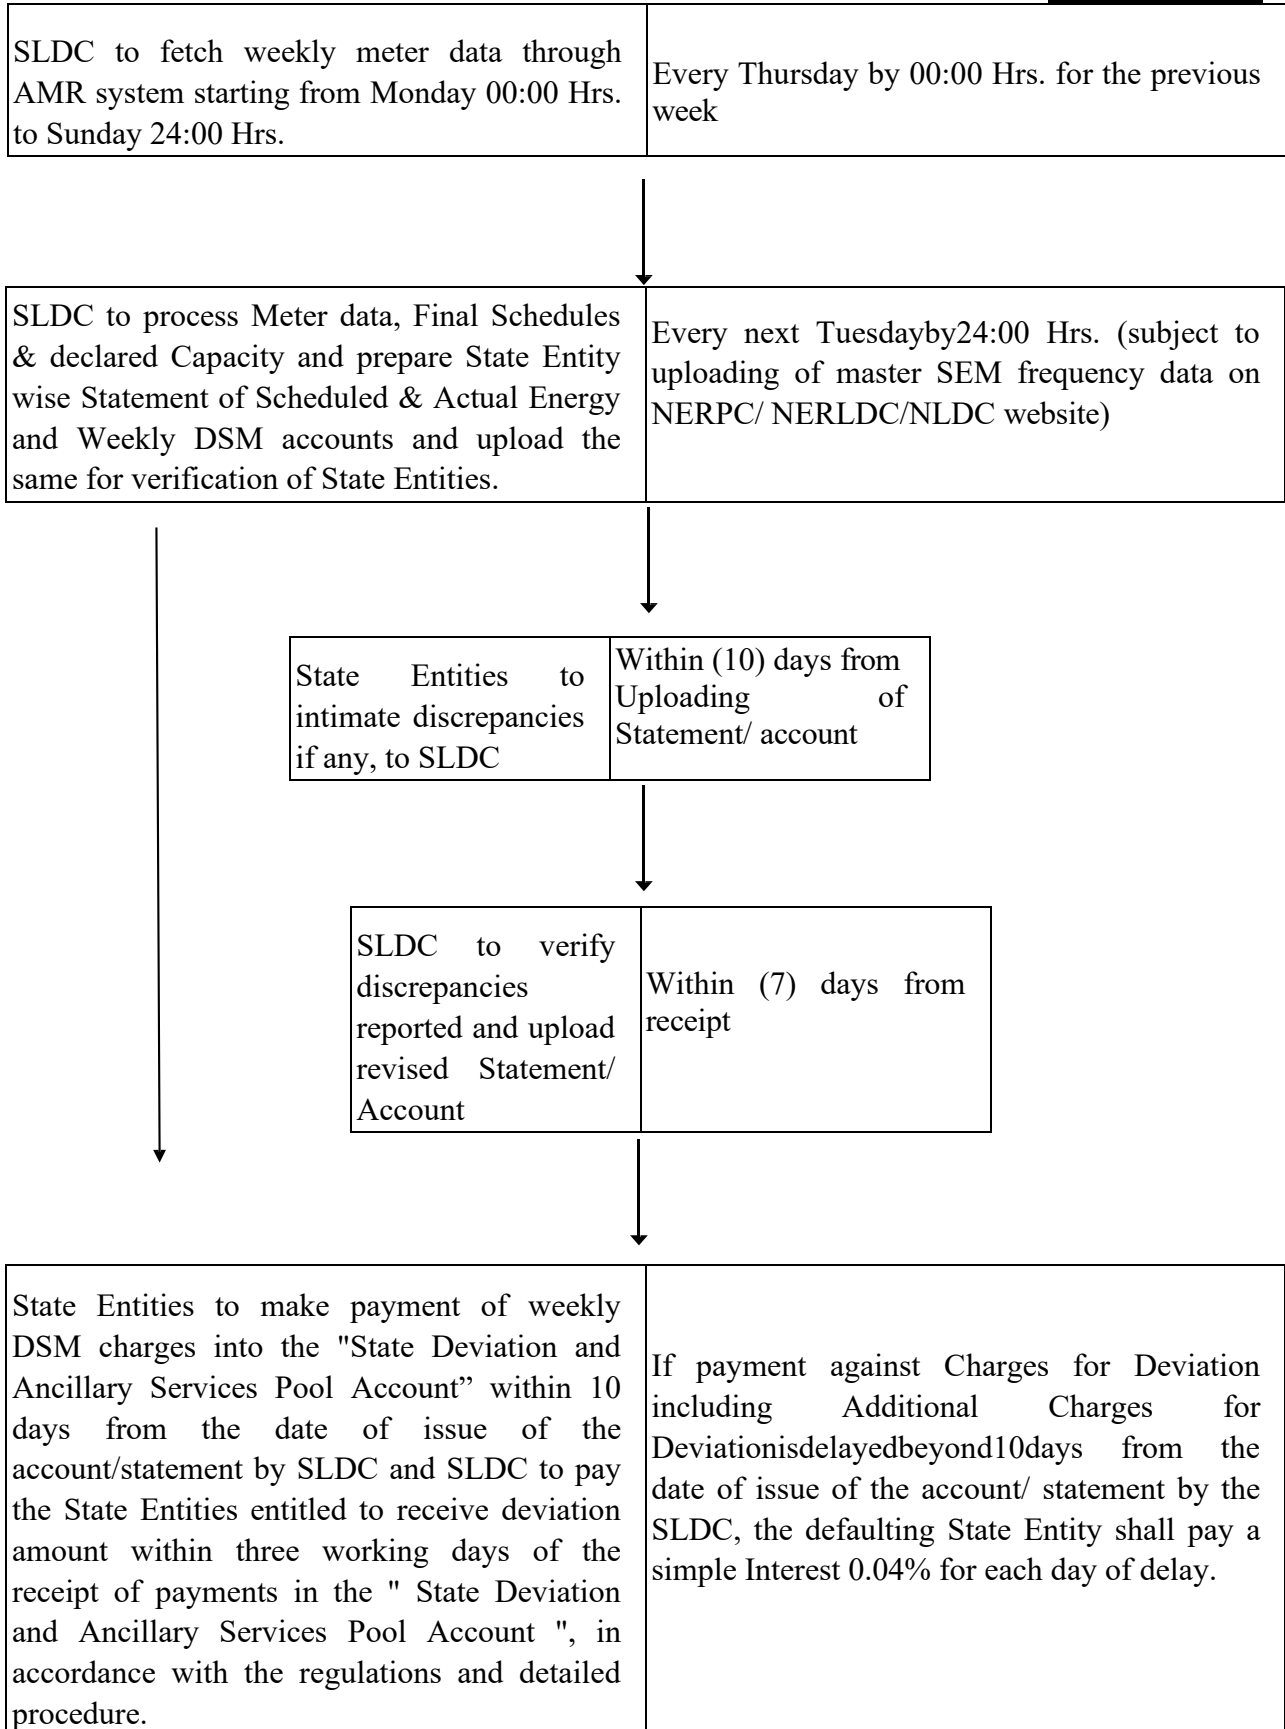 SLDC to fetch weekly meter data through
AMR system starting from Monday 00:00 Hrs.
to Sunday 24:00 Hrs.
Every Thursday by 00:00 Hrs. for the previous
week
SLDC to process Meter data, Final Schedules
& declared Capacity and prepare State Entity
wise Statement of Scheduled & Actual Energy
and Weekly DSM accounts and upload the
same for verification of State Entities.
Every next Tuesdayby24:00 Hrs. (subject to
uploading of master SEM frequency data on
NERPC/ NERLDC/NLDC website)
State Entities to
intimate discrepancies
if any, to SLDC
Within (10) days from
Uploading of
Statement/ account
SLDC to verify
discrepancies
reported and upload
revised Statement/
Account
Within (7) days from
receipt
State Entities to make payment of weekly
DSM charges into the "State Deviation and
Ancillary Services Pool Account” within 10
days from the date of issue of the
account/statement by SLDC and SLDC to pay
the State Entities entitled to receive deviation
amount within three working days of the
receipt of payments in the " State Deviation
and Ancillary Services Pool Account ", in
accordance with the regulations and detailed
procedure.
If payment against Charges for Deviation
including Additional Charges for
Deviationisdelayedbeyond10days from the
date of issue of the account/ statement by the
SLDC, the defaulting State Entity shall pay a
simple Interest 0.04% for each day of delay.